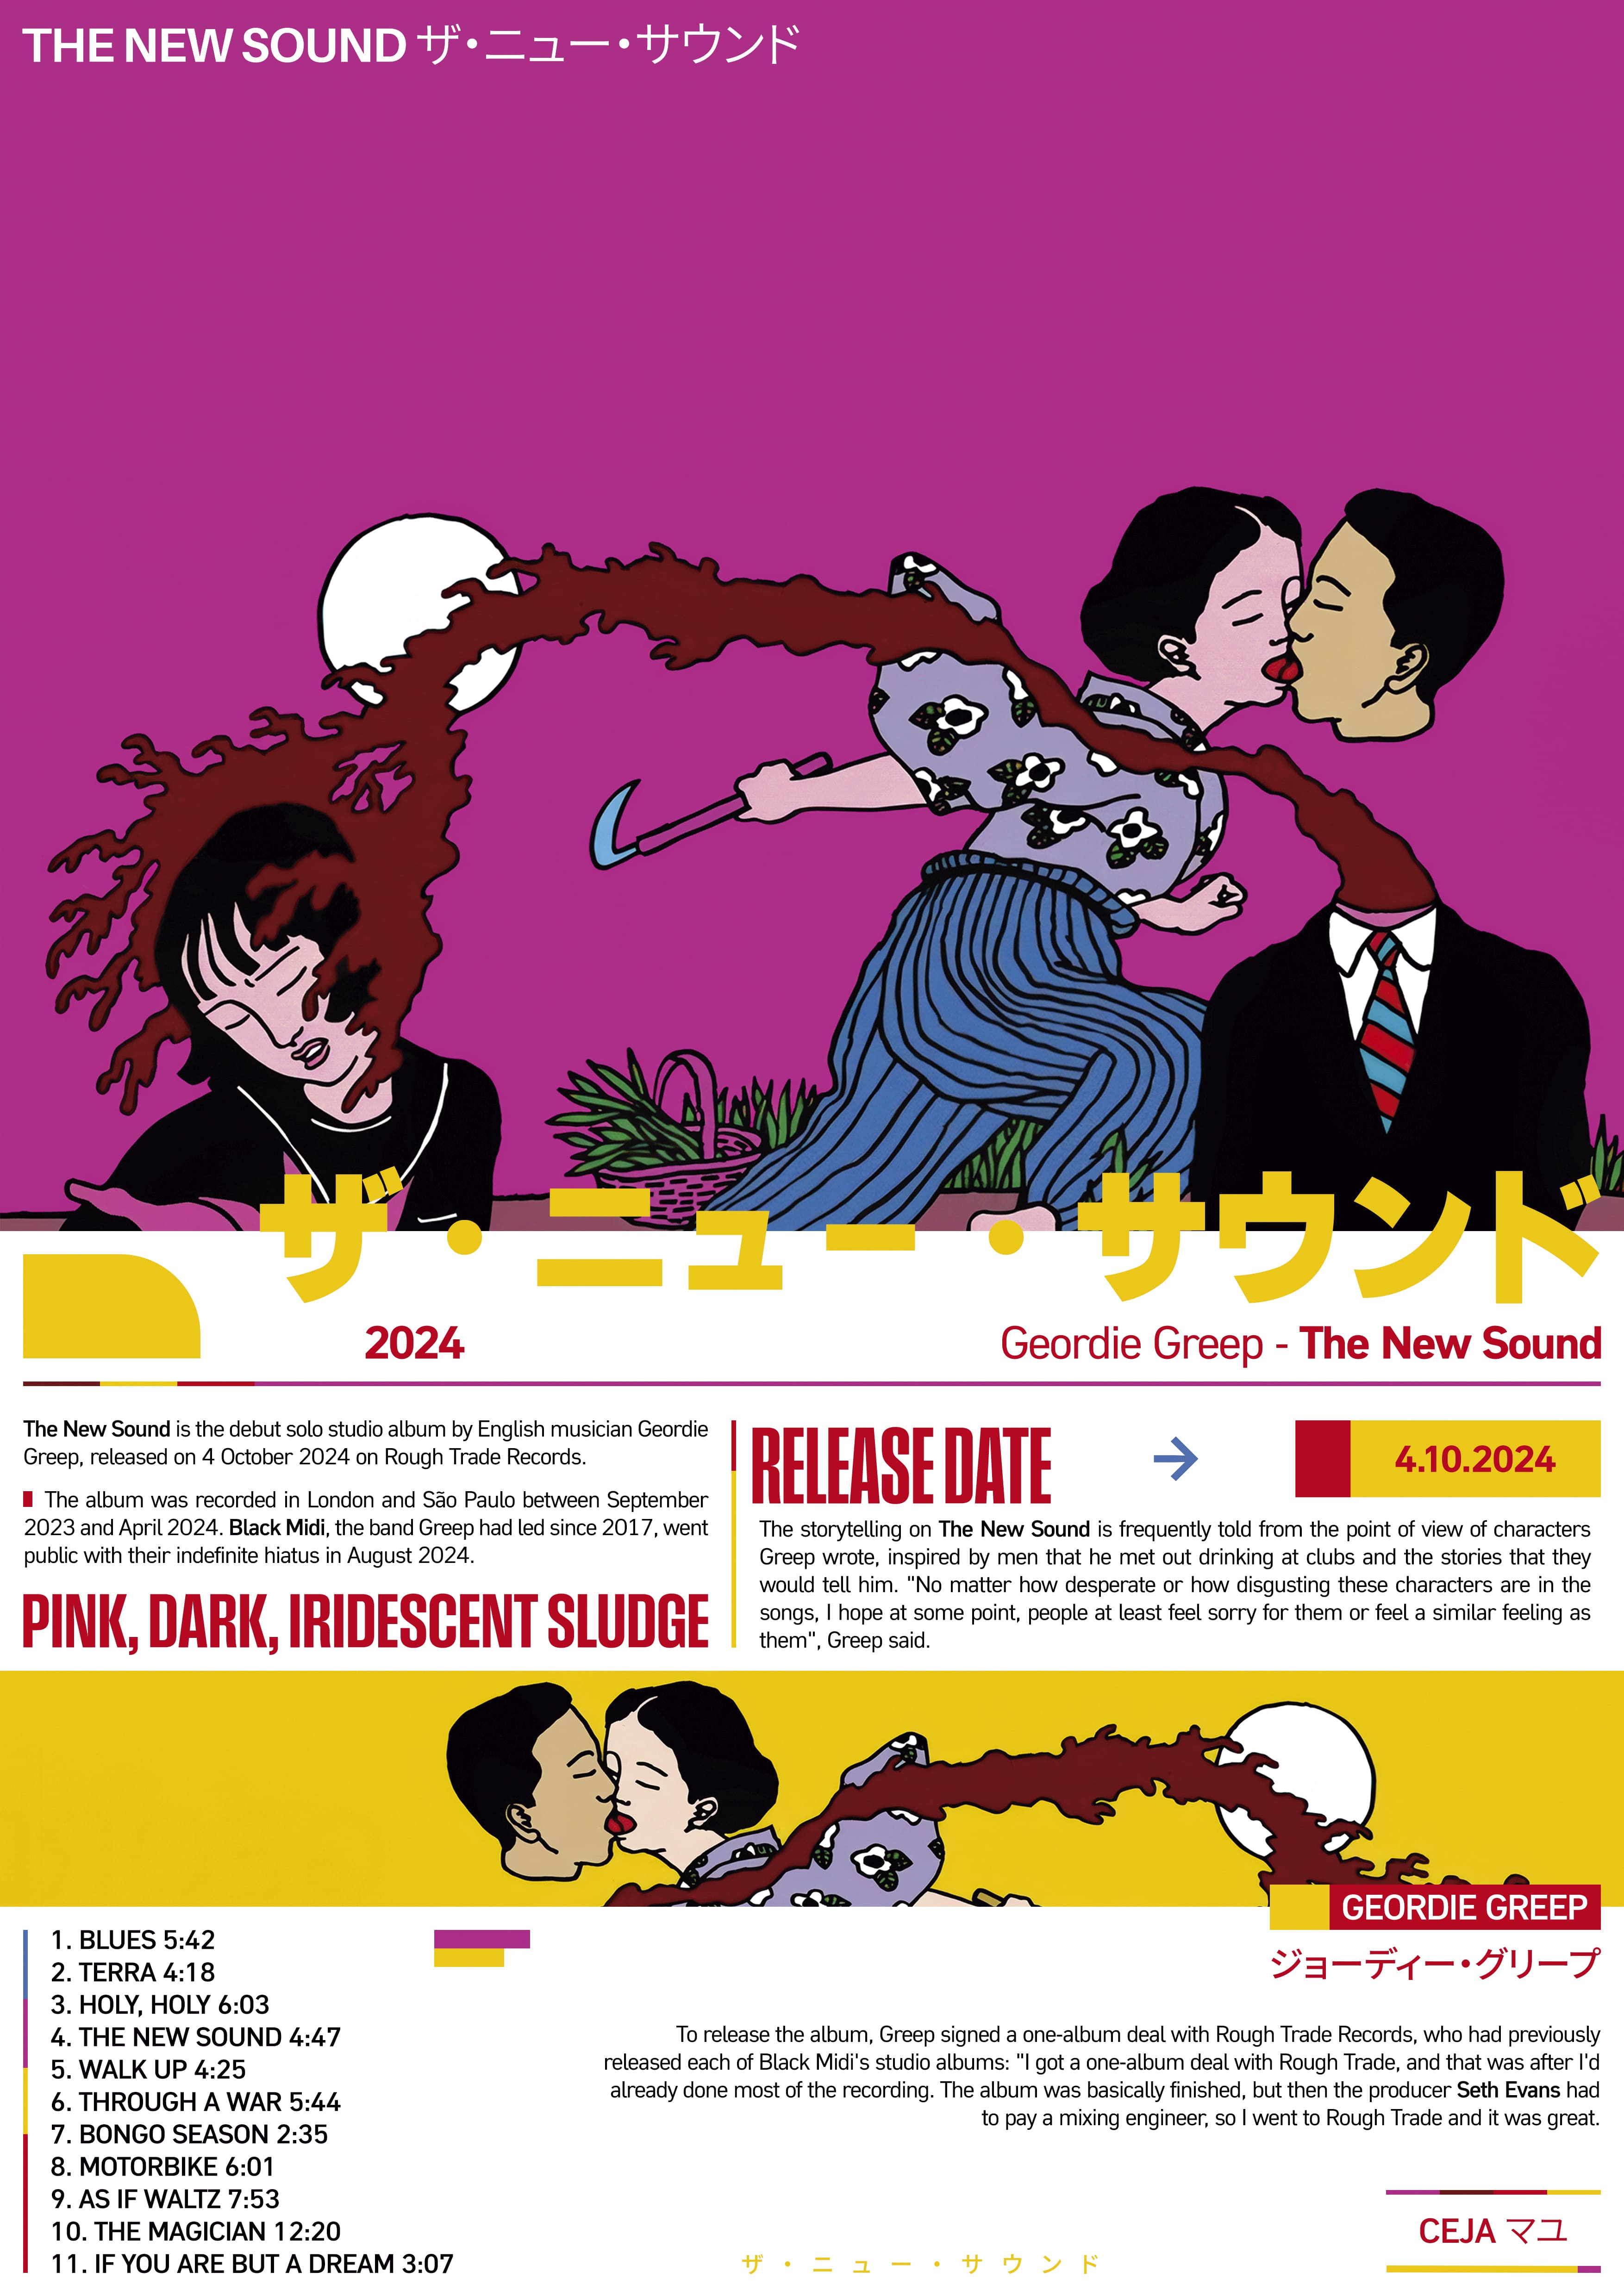 THE NEW SOUND ザ・ニュー・サウンド
ザ・ニュー・サウンド
2024
Geordie Greep - The New Sound
The New Sound is the debut solo studio album by English musician Geordie
Greep, released on 4 October 2024 on Rough Trade Records.
The album was recorded in London and São Paulo between September
2023 and April 2024. Black Midi, the band Greep had led since 2017, went
public with their indefinite hiatus in August 2024.
PINK, DARK, IRIDESCENT SLUDGE
RELEASE DATE → 4.10.2024
The storytelling on The New Sound is frequently told from the point of view of characters
Greep wrote, inspired by men that he met out drinking at clubs and the stories that they
would tell him. "No matter how desperate or how disgusting these characters are in the
songs, I hope at some point, people at least feel sorry for them or feel a similar feeling as
them", Greep said.
1. BLUES 5:42
2. TERRA 4:18
3. HOLY, HOLY 6:03
4. THE NEW SOUND 4:47
5. WALK UP 4:25
6. THROUGH A WAR 5:44
7. BONGO SEASON 2:35
8. MOTORBIKE 6:01
9. AS IF WALTZ 7:53
10. THE MAGICIAN 12:20
11. IF YOU ARE BUT A DREAM 3:07
GEORDIE GREEP
ジョーディー・グリープ
To release the album, Greep signed a one-album deal with Rough Trade Records, who had previously
released each of Black Midi's studio albums: "I got a one-album deal with Rough Trade, and that was after I'd
already done most of the recording. The album was basically finished, but then the producer Seth Evans had
to pay a mixing engineer, so I went to Rough Trade and it was great.
CEJA マユ
ザ・ニュー・サウンド